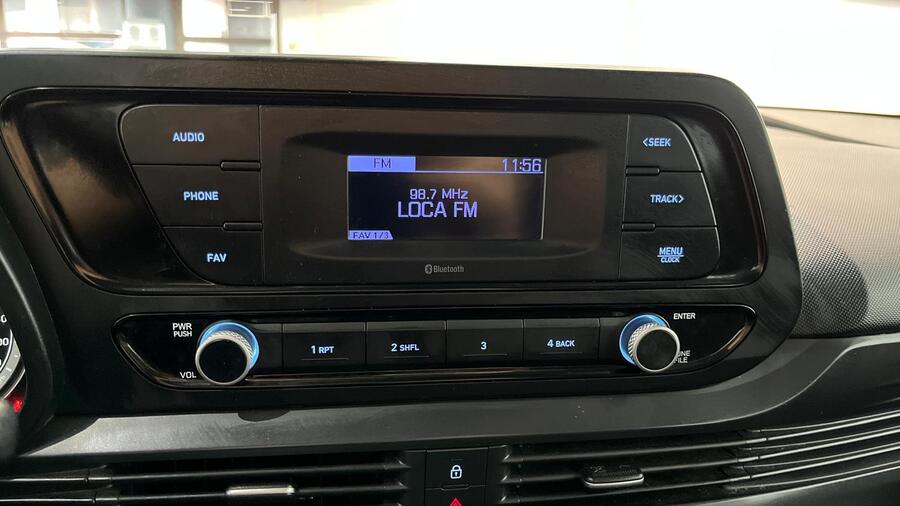 AUDIO
PHONE
FAV
FM 11:56
98.7 MHz
LOCA FM
FAV 1/3
Bluetooth
<SEEK
TRACK>
MENU
CLOCK
PWR
PUSH
VOL
1 RPT
2 SHFL
3
4 BACK
ENTER
FILE